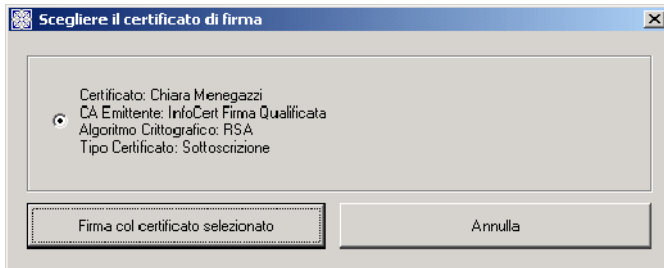 Scegliere il certificato di firma
Certificato: Chiara Menegazzi
CA Emittente: InfoCert Firma Qualificata
Algoritmo Crittografico: RSA
Tipo Certificato: Sottoscrizione
Firma col certificato selezionato
Annulla